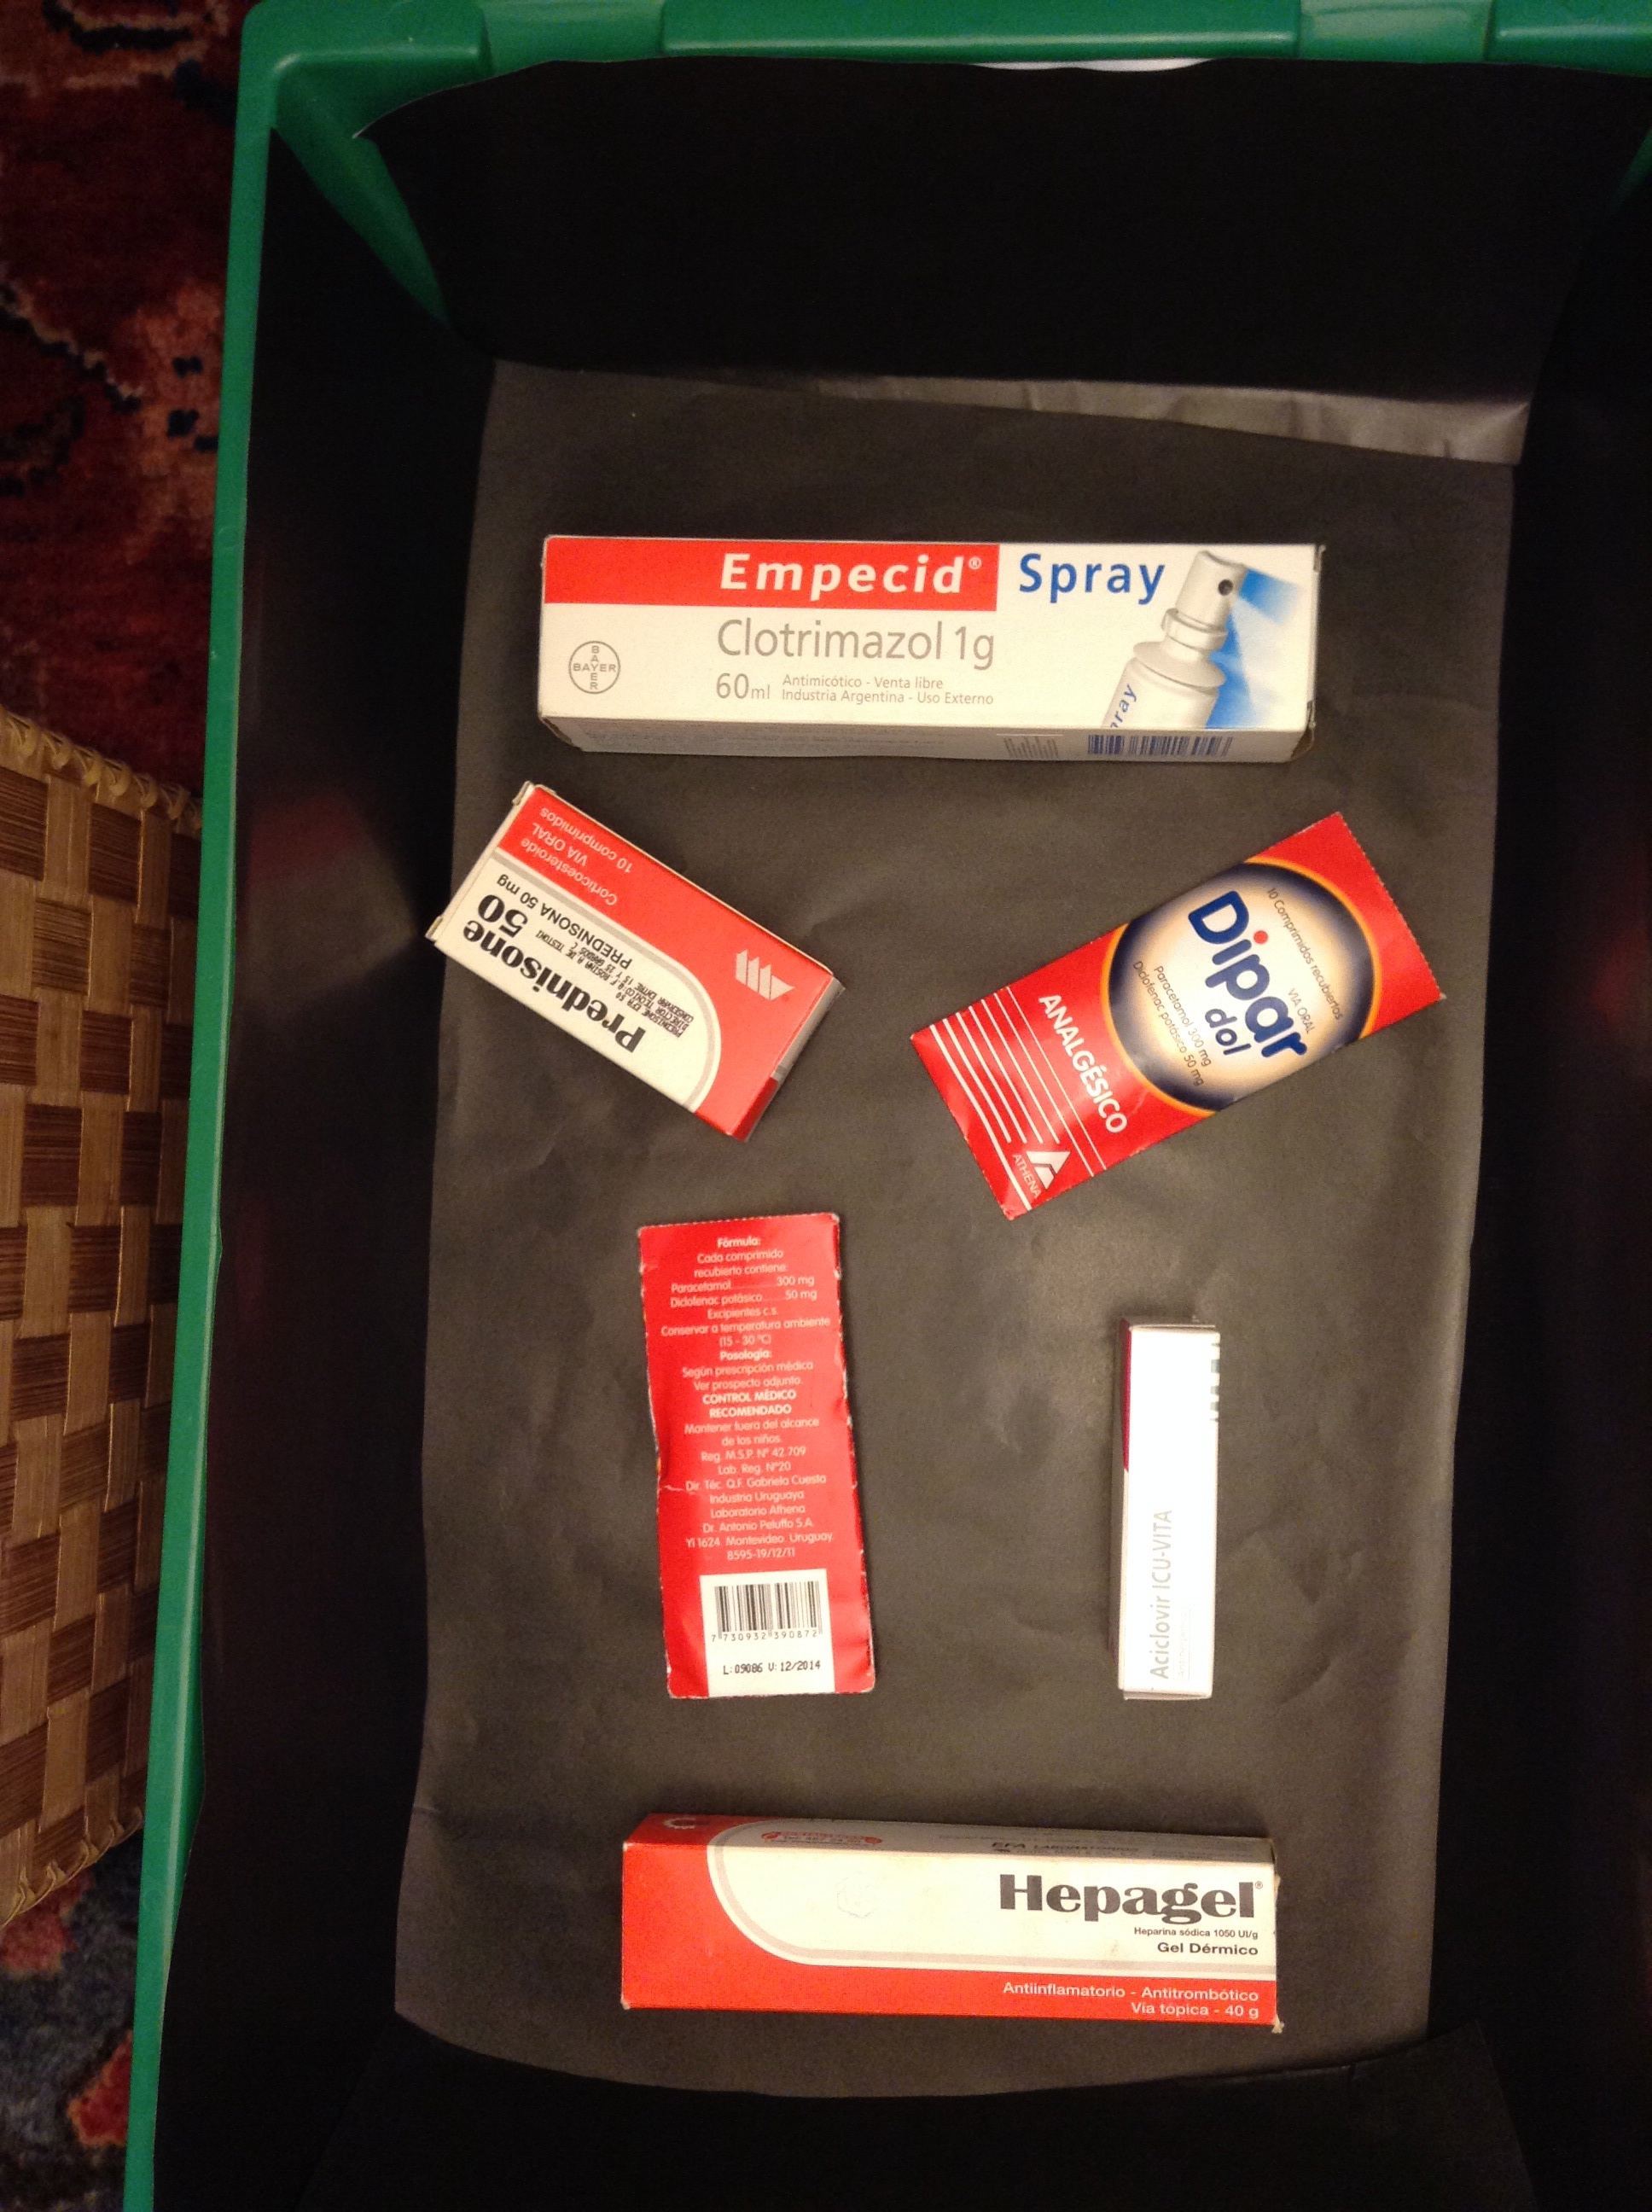 Empecid® Spray
Clotrimazol 1g
60ml
Antimicótico - Venta libre
Industria Argentina - Uso Externo
BAYER
BAYER
ray
Prednisone
50
PREDNISONA 50 mg
Corticoesteroide
VIA ORAL
10 comprimidos
10 Comprimidos recubiertos
VIA ORAL
Dipar
dol
Paracetamol 300 mg
Diclofenac potásico 50 mg
ANALGÉSICO
ATHENA
Fórmula:
Cada comprimido
recubierto contiene:
Paracetamol............300 mg
Diclofenac potásico.......50 mg
Excipientes c.s.
Conservar a temperatura ambiente
(15 - 30 °C)
Posología:
Según prescripción médica
Ver prospecto adjunto.
CONTROL MÉDICO
RECOMENDADO
Mantener fuera del alcance
de los niños.
Reg. M.S.P. Nº 42.709
Lab. Reg. Nº20
Dir. Téc. Q.F. Gabriela Cuesta
Industria Uruguaya
Laboratorio Athena
Dr. Antonio Peluffo S.A.
Yí 1624. Montevideo. Uruguay.
8595-19/12/11
7 730932 390872
L:09086 V:12/2014
Aciclovir ICU-VITA
EFA LABORATORIOS
Hepagel®
Heparina sódica 1050 UI/g
Gel Dérmico
Antiinflamatorio - Antitrombótico
Vía tópica - 40 g